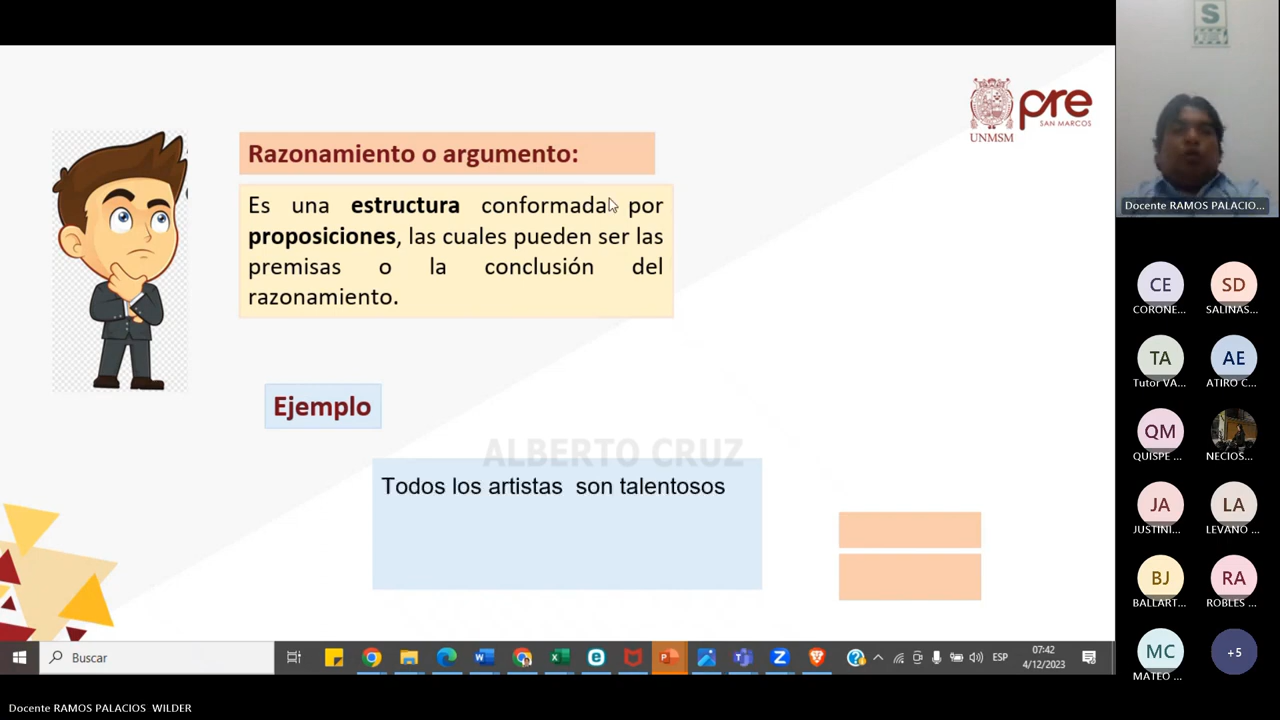 S
pre
SAN MARCOS
UNMSM
Razonamiento o argumento:
Es una estructura conformada por
proposiciones, las cuales pueden ser las
premisas o la conclusión del
razonamiento.
Ejemplo
ALBERTO CRUZ
Todos los artistas son talentosos
Docente RAMOS PALACIO...
CE
CORONE...
SD
SALINAS...
TA
Tutor VA...
AE
ATIRO C...
QM
QUISPE ...
NECIOS...
JA
JUSTINI...
LA
LEVANO ...
BJ
BALLART...
RA
ROBLES ...
MC
MATEO ...
+5
Buscar
ESP
07:42
4/12/2023
Docente RAMOS PALACIOS WILDER